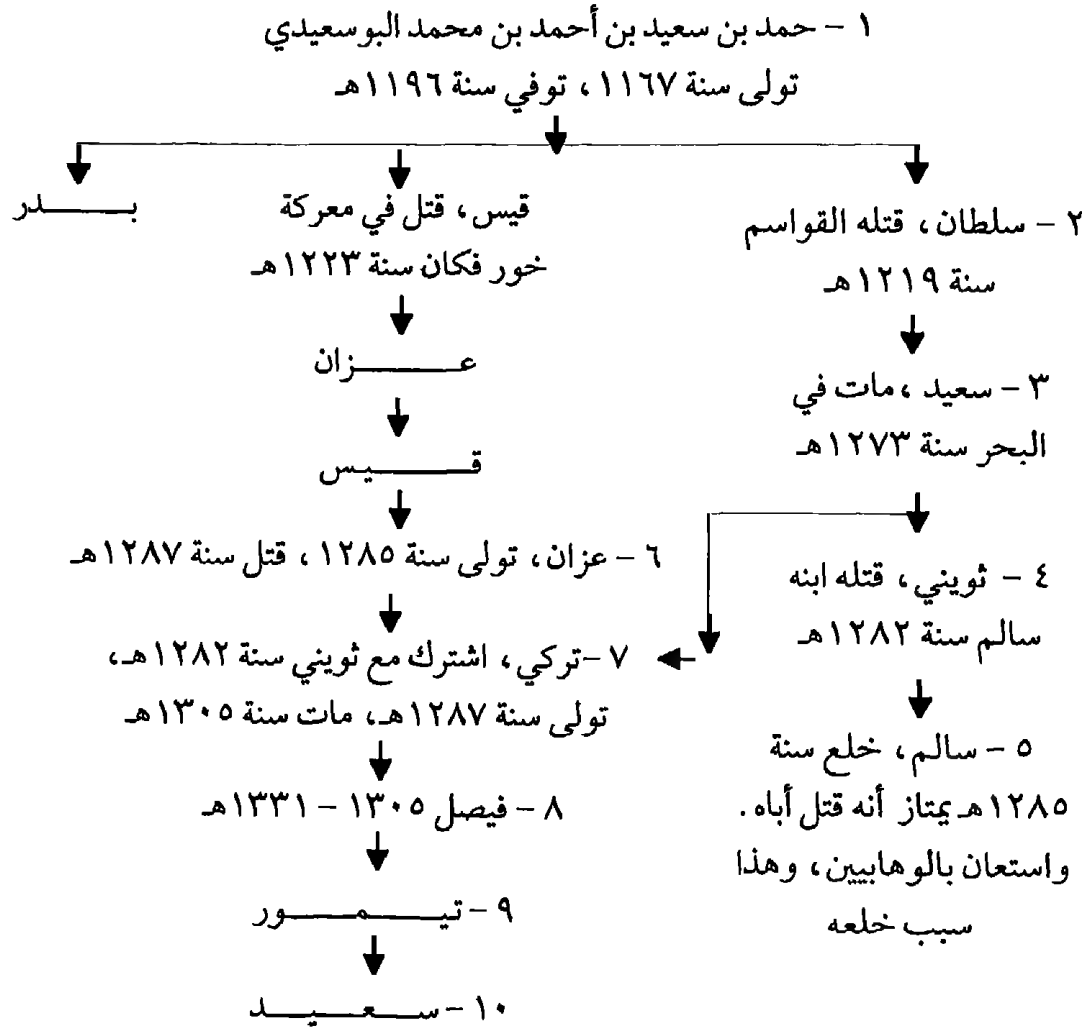 ١ – حمد بن سعيد بن أحمد بن محمد البوسعيدي
تولى سنة ١١٦٧ ، توفي سنة ١١٩٦هـ
٢ – سلطان ، قتله القواسم
سنة ١٢١٩هـ
قيس، قتل في معركة
خور فكان سنة ١٢٢٣هـ
بـــــدر
عـــــزان
٣ – سعيد ،مات في
البحر سنة ١٢٧٣هـ
قـــــيس
٤ – ثويني، قتله ابنه
سالم سنة ١٢٨٢هـ
٦ – عزان، تولى سنة ١٢٨٥ ، قتل سنة ١٢٨٧هـ
٧ –تركي، اشترك مع ثويني سنة ١٢٨٢هـ،
تولى سنة ١٢٨٧هـ، مات سنة ١٣٠٥هـ
٥ – سالم، خلع سنة
١٢٨٥هـ يمتاز أنه قتل أباه.
واستعان بالوهابيين، وهذا
سبب خلعه
٨ – فيصل ١٣٠٥ – ١٣٣١هـ
٩ – تيـــمـــور
١٠ – ســـعـــيـــد